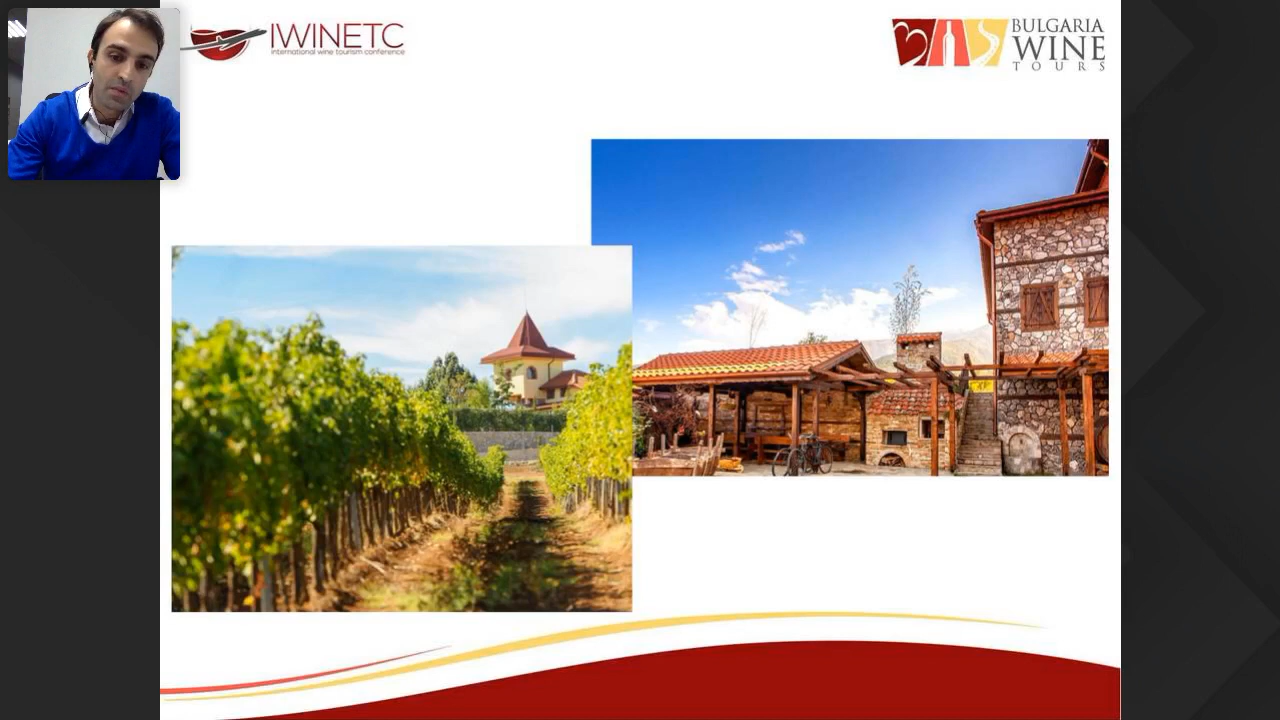 IWINETC
international wine tourism conference
BULGARIA
WINE
TOURS